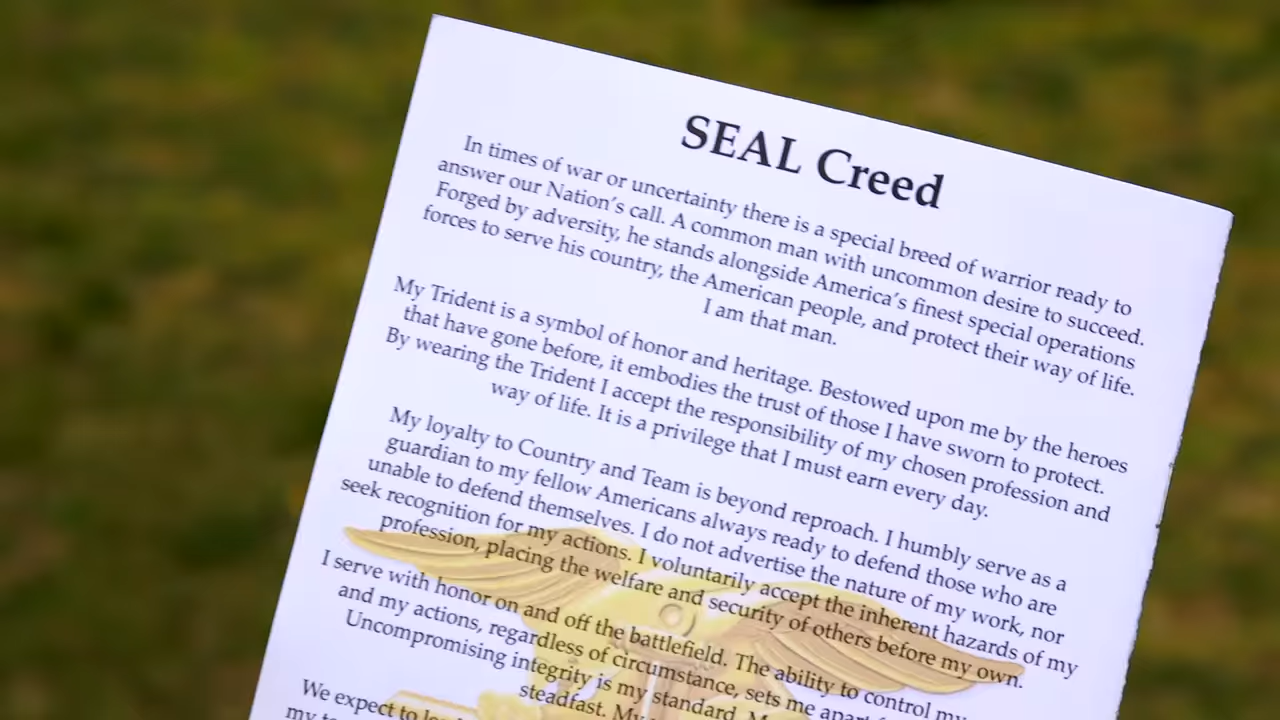 SEAL Creed
In times of war or uncertainty there is a special breed of warrior ready to
answer our Nation's call. A common man with uncommon desire to succeed.
Forged by adversity, he stands alongside America's finest special operations
forces to serve his country, the American people, and protect their way of life.
I am that man.
My Trident is a symbol of honor and heritage. Bestowed upon me by the heroes
that have gone before, it embodies the trust of those I have sworn to protect.
By wearing the Trident I accept the responsibility of my chosen profession and
way of life. It is a privilege that I must earn every day.
My loyalty to Country and Team is beyond reproach. I humbly serve as a
guardian to my fellow Americans always ready to defend those who are
unable to defend themselves. I do not advertise the nature of my work, nor
seek recognition for my actions. I voluntarily accept the inherent hazards of my
profession, placing the welfare and security of others before my own.
I serve with honor on and off the battlefield. The ability to control my
and my actions, regardless of circumstance, sets me apart
Uncompromising integrity is my standard.
steadfast. My
We expect to
my